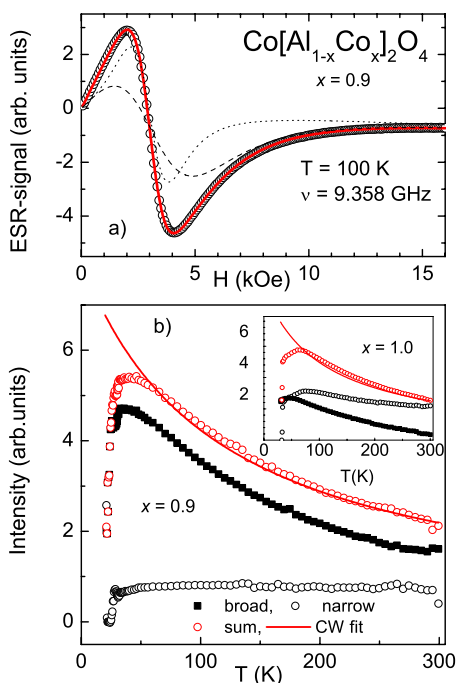 Co[Al1-xCox]2O4
x = 0.9
2
0
-2
-4
ESR-signal (arb. units)
T = 100 K
ν = 9.358 GHz
a)
0 5 10 15
H (kOe)
b)
6
4
2
0
Intensity (arb.units)
6
4
2
x = 1.0
0 100 200 300
T(K)
x = 0.9
broad, narrow
sum, CW fit
0 100 200 300
T (K)